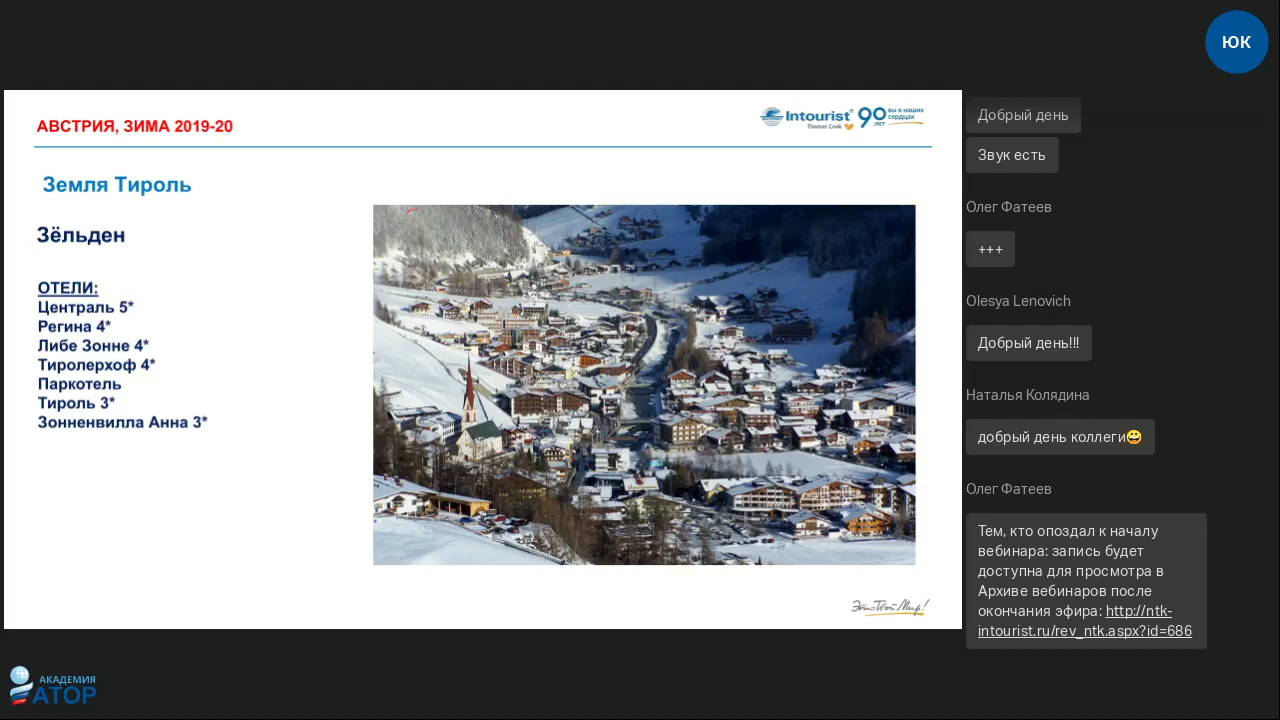 ЮК
АВСТРИЯ, ЗИМА 2019-20
Intourist
Thomas Cook
90 ЛЕТ
вы в наших
сердцах
Земля Тироль
Зёльден
ОТЕЛИ:
Централь 5*
Регина 4*
Либе Зонне 4*
Тиролерхоф 4*
Паркотель
Тироль 3*
Зонненвилла Анна 3*
Это Твой Мир!
АКАДЕМИЯ
АТОР
Добрый день
Звук есть
Олег Фатеев
+++
Olesya Lenovich
Добрый день!!!
Наталья Колядина
добрый день коллеги😀
Олег Фатеев
Тем, кто опоздал к началу
вебинара: запись будет
доступна для просмотра в
Архиве вебинаров после
окончания эфира: http://ntk-
intourist.ru/rev_ntk.aspx?id=686